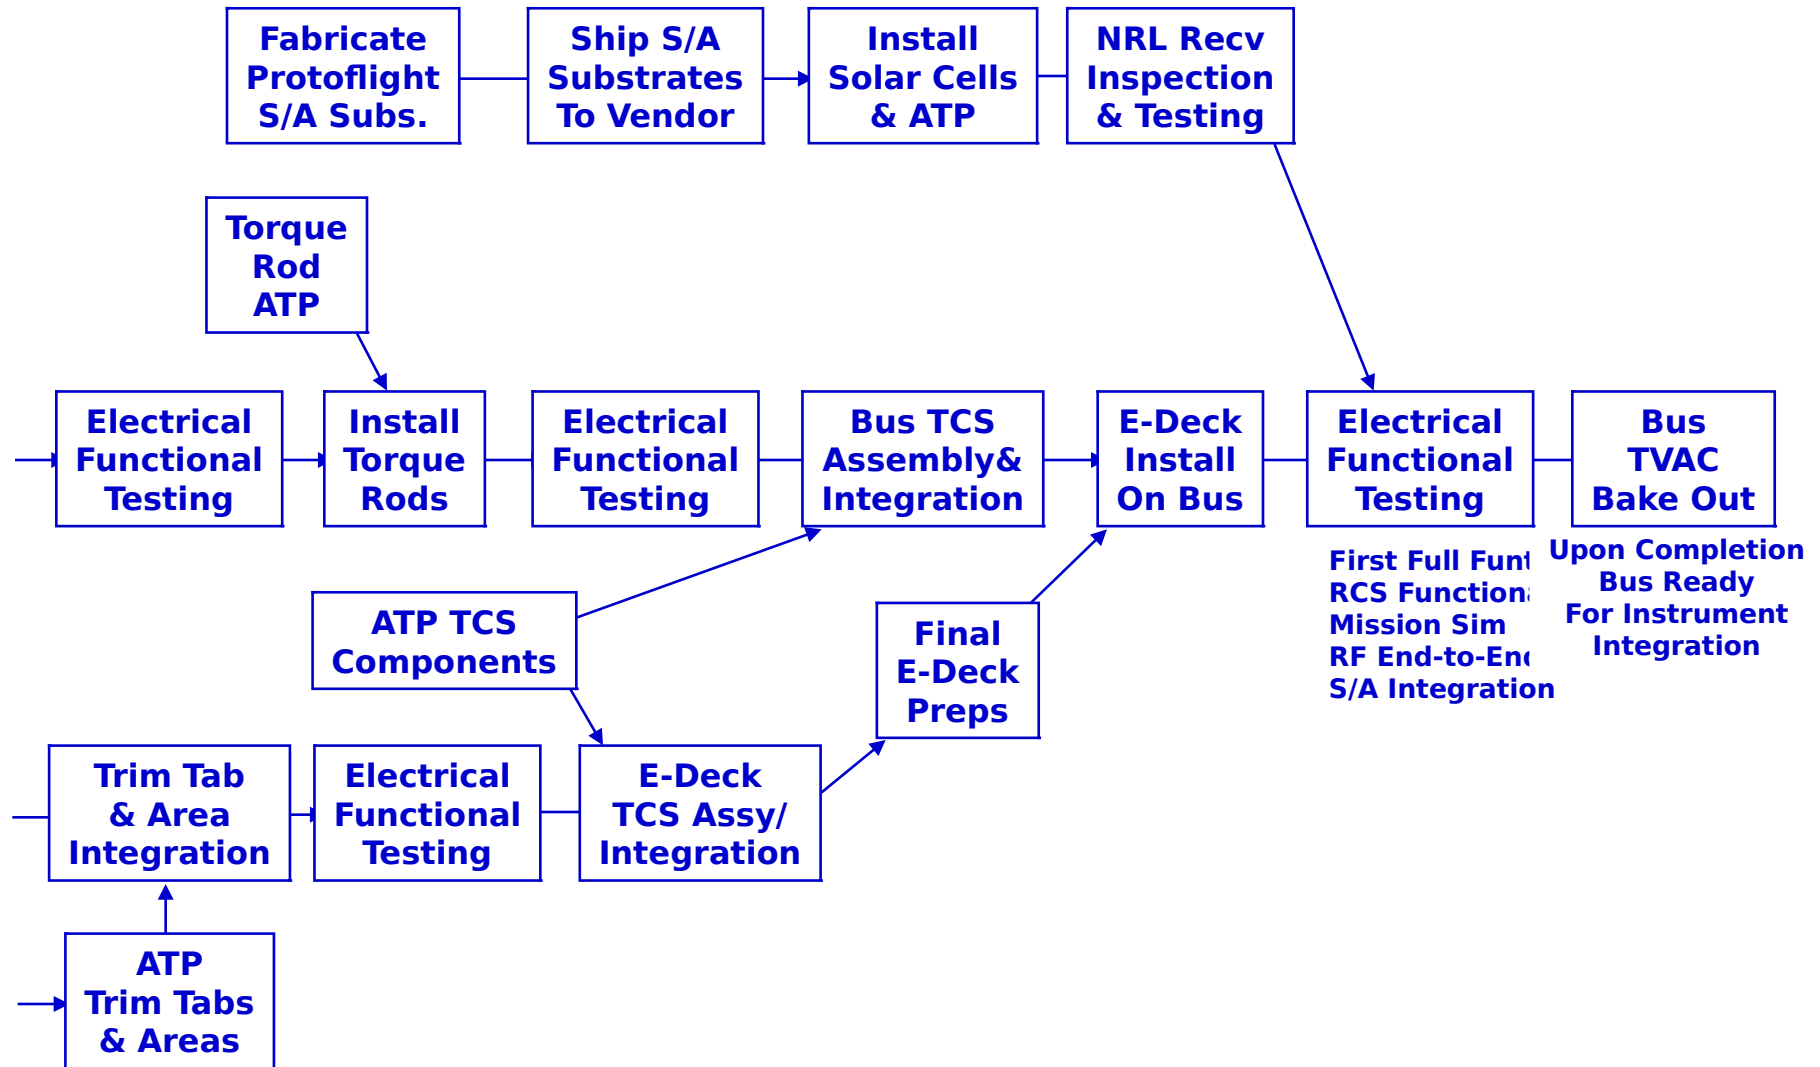 Fabricate
Protoflight
S/A Subs.
Ship S/A
Substrates
To Vendor
Install
Solar Cells
& ATP
NRL Recv
Inspection
& Testing
Torque
Rod
ATP
Electrical
Functional
Testing
Install
Torque
Rods
Electrical
Functional
Testing
Bus TCS
Assembly&
Integration
E-Deck
Install
On Bus
Electrical
Functional
Testing
Bus
TVAC
Bake Out
First Full
RCS
Mission Sim
RF
S/A Integration
Upon Completion
Bus Ready
For Instrument
Integration
ATP TCS
Components
Final
E-Deck
Preps
Trim Tab
& Area
Integration
Electrical
Functional
Testing
E-Deck
TCS Assy/
Integration
ATP
Trim Tabs
& Areas